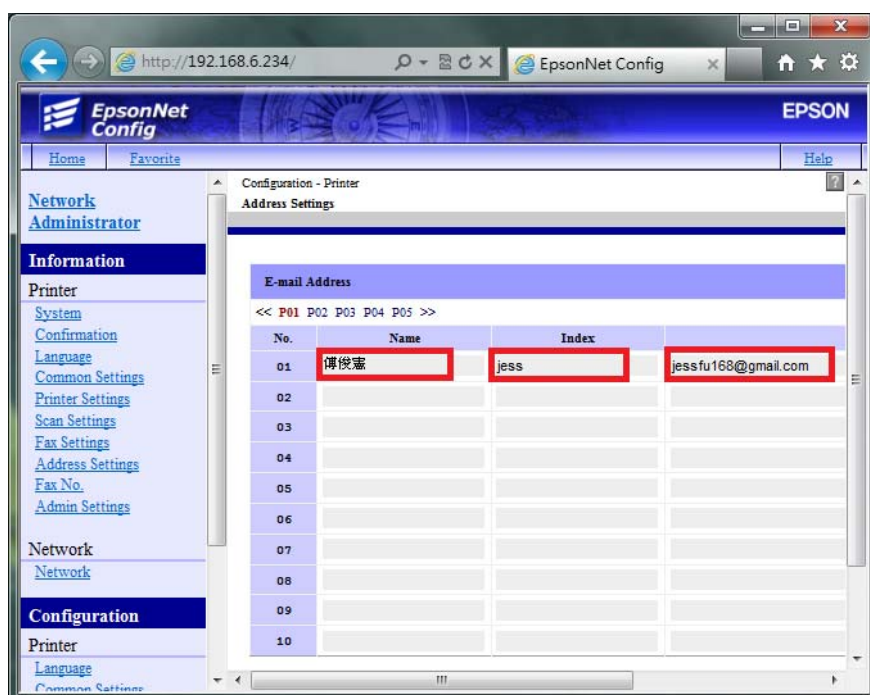 http://192.168.6.234/
EpsonNet Config
EpsonNet
Config
EPSON
Home Favorite Help
Network
Administrator
Information
Printer
System
Confirmation
Language
Common Settings
Printer Settings
Scan Settings
Fax Settings
Address Settings
Fax No.
Admin Settings
Network
Network
Configuration
Printer
Language
Common Settings
Configuration - Printer
Address Settings
E-mail Address
<< P01 P02 P03 P04 P05 >>
No. Name Index
01 傅俊憲 jess jessfu168@gmail.com
02
03
04
05
06
07
08
09
10